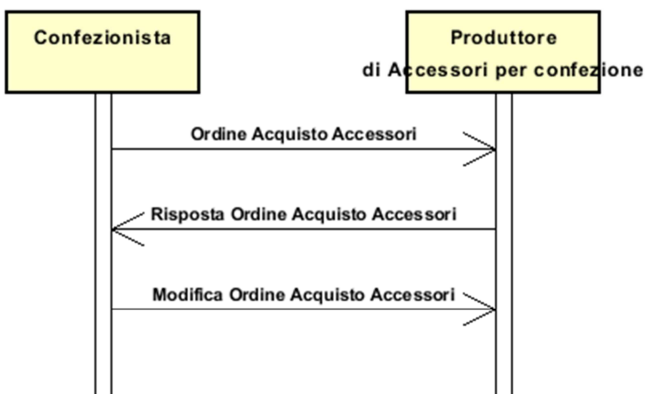 Confezionista
Produttore
di Accessori per confezione
Ordine Acquisto Accessori
Risposta Ordine Acquisto Accessori
Modifica Ordine Acquisto Accessori